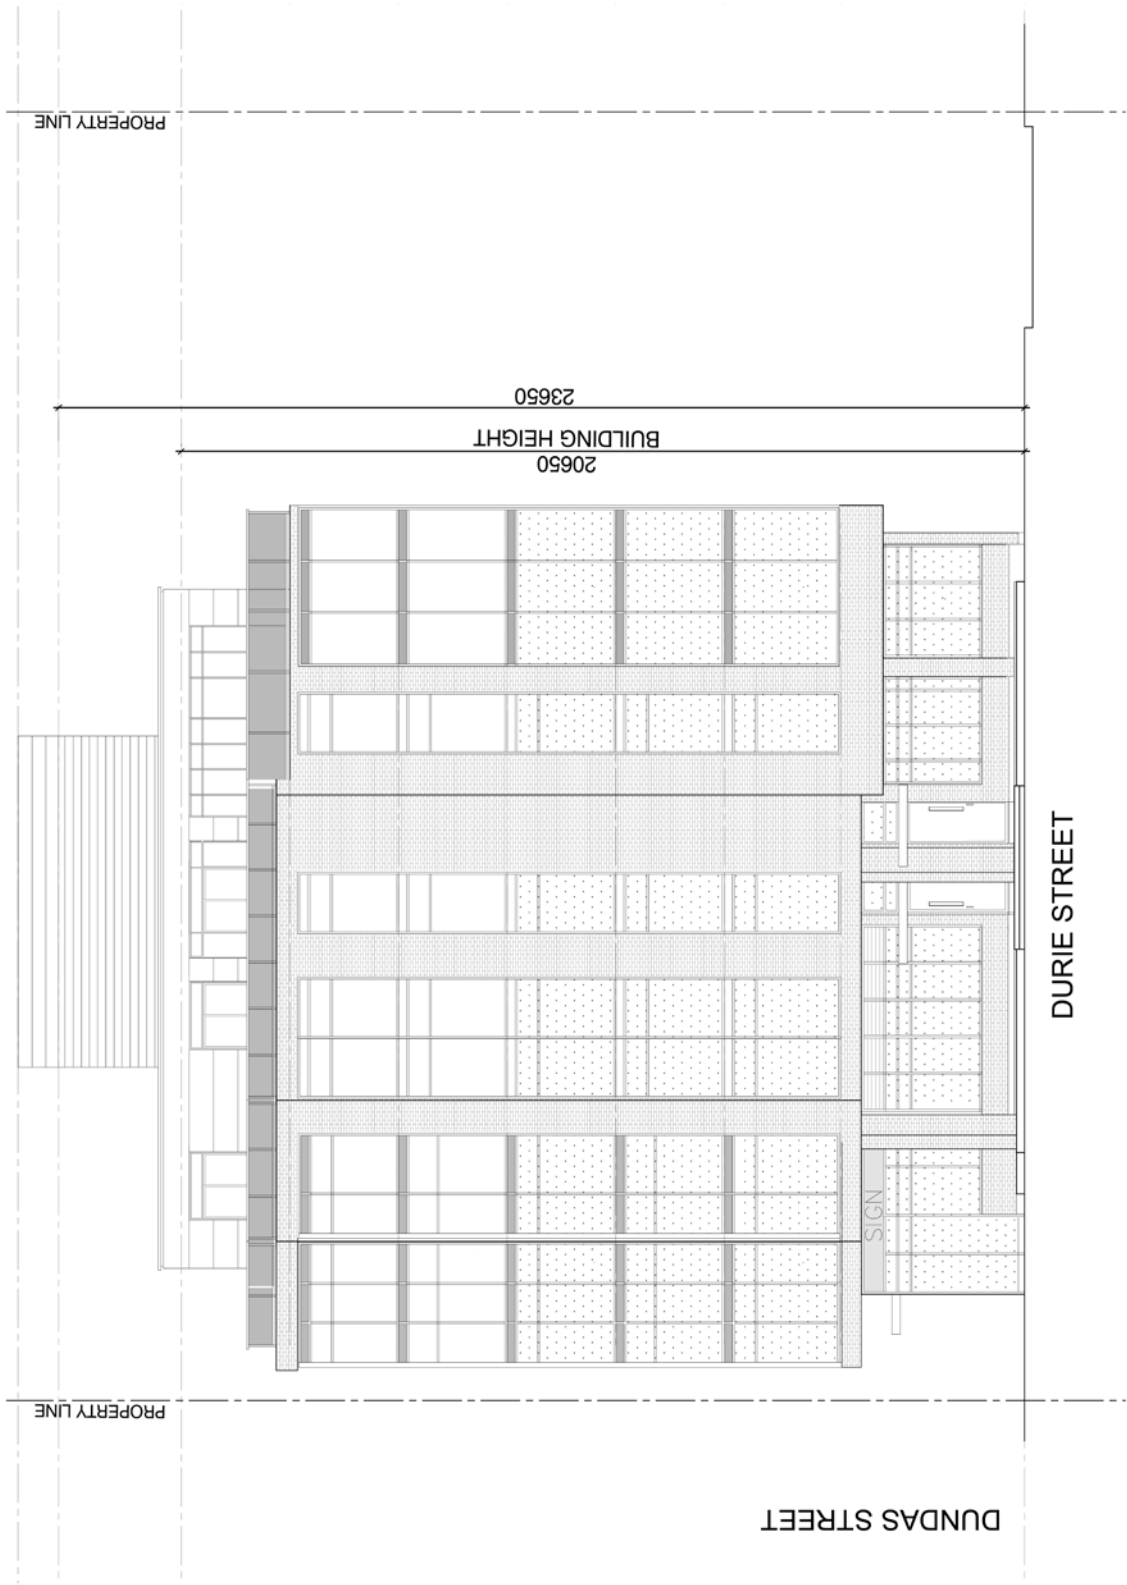 PROPERTY LINE
23650
BUILDING HEIGHT
20650
DURIE STREET
SIGN
PROPERTY LINE
DUNDAS STREET